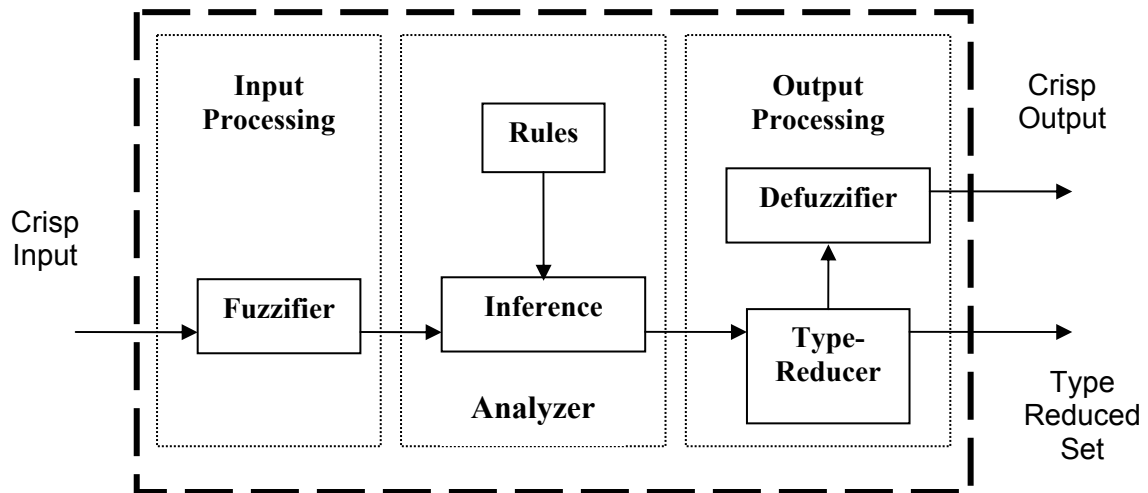 Crisp
Input
Input
Processing
Fuzzifier
Rules
Inference
Analyzer
Output
Processing
Defuzzifier
Type-
Reducer
Crisp
Output
Type
Reduced
Set